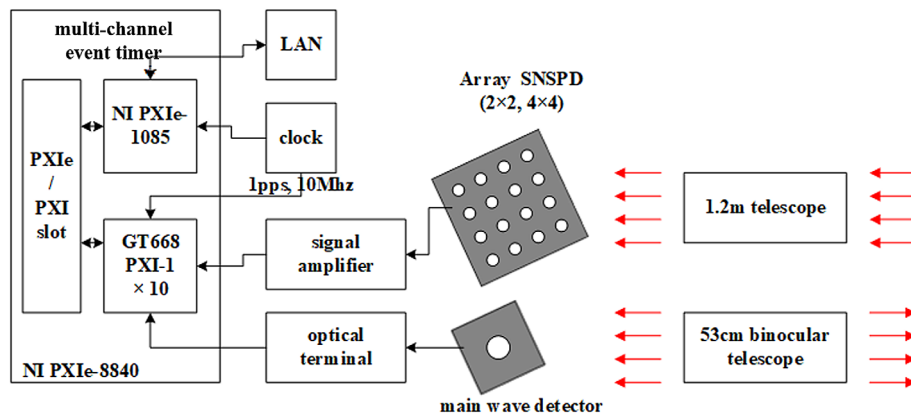 multi-channel
event timer
LAN
NI PXIe-
1085
clock
PXIe
/
PXI
slot
1pps, 10Mhz
GT668
PXI-1
× 10
signal
amplifier
optical
terminal
NI PXIe-8840
Array SNSPD
(2×2, 4×4)
1.2m telescope
53cm binocular
telescope
main wave detector